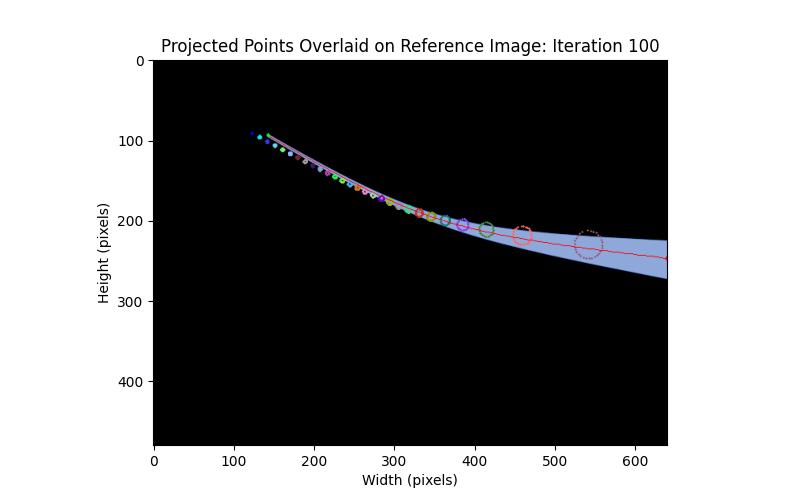 Projected Points Overlaid on Reference Image: Iteration 100
0
100
200
300
400
Height (pixels)
0 100 200 300 400 500 600
Width (pixels)